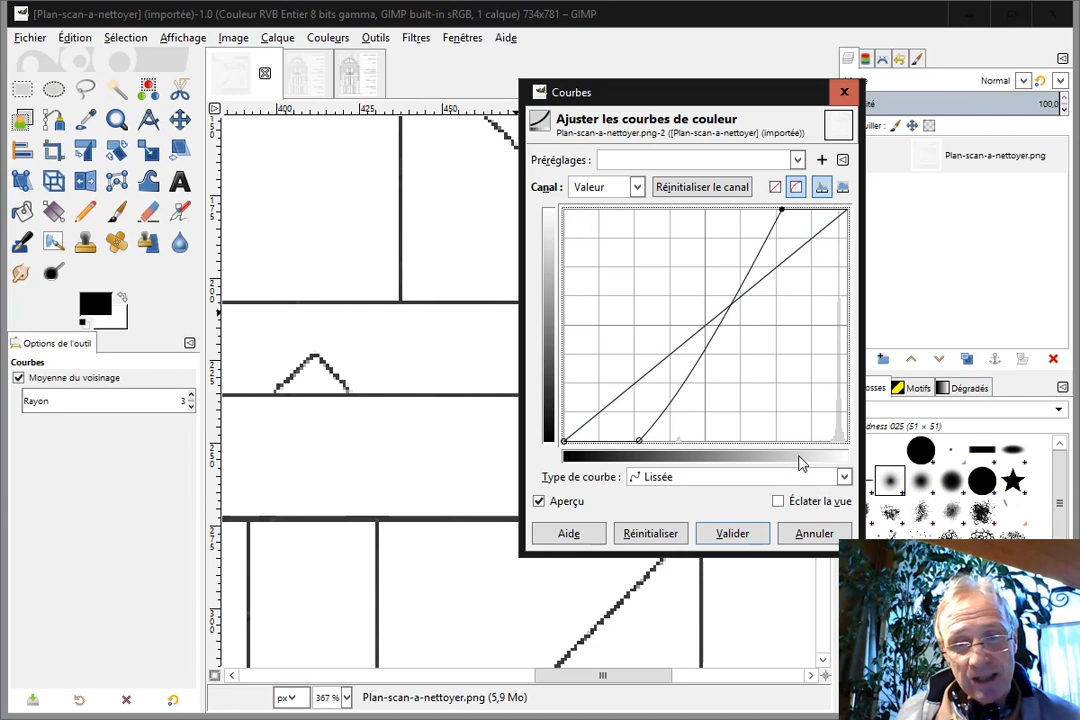 [Plan-scan-a-nettoyer] (importée)-1.0 (Couleur RVB Entier 8 bits gamma, GIMP built-in sRGB, 1 calque) 734x781 – GIMP
Fichier Édition Sélection Affichage Image Calque Couleurs Outils Filtres Fenêtres Aide
400 425 450
Courbes
Ajuster les courbes de couleur
Plan-scan-a-nettoyer.png-2 ([Plan-scan-a-nettoyer] (importée))
Préréglages :
Canal : Valeur Réinitialiser le canal
Type de courbe : Lissée
Aperçu Éclater la vue
Aide Réinitialiser Valider Annuler
Options de l'outil
Courbes
Moyenne du voisinage
Rayon 3
Normal
100,0
Plan-scan-a-nettoyer.png
Motifs Dégradés
(51 × 51)
px 367 % Plan-scan-a-nettoyer.png (5,9 Mo)